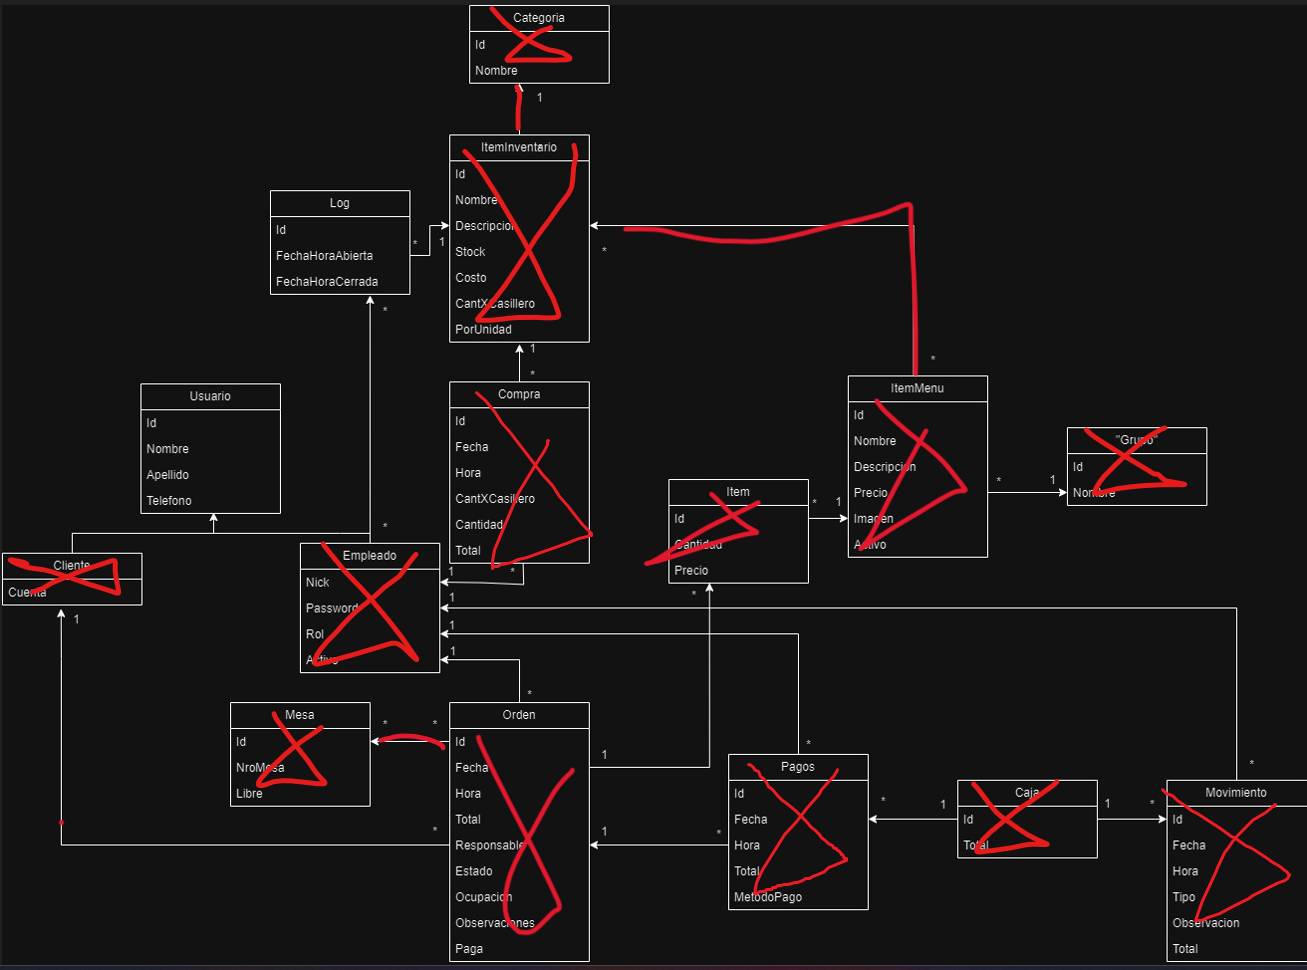 Categoria
Id
Nombre
1
ItemInventario
Id
Nombre
Descripcion
Stock
Costo
CantXCasillero
PorUnidad
Log
Id
FechaHoraAbierta
FechaHoraCerrada
*
1
*
*
*
1
*
Usuario
Id
Nombre
Apellido
Telefono
Compra
Id
Fecha
Hora
CantXCasillero
Cantidad
Total
ItemMenu
Id
Nombre
Descripcion
Precio
Imagen
Activo
*
1
"Grupo"
Id
Nombre
Item
Id
Cantidad
Precio
*
1
*
Cliente
Cuenta
1
*
Empleado
Nick
Password
Rol
Activo
*
1
1
1
1
*
Mesa
Id
NroMesa
Libre
*
*
Orden
Id
Fecha
Hora
Total
Responsable
Estado
Ocupacion
Observaciones
Paga
*
1
1
*
*
Pagos
Id
Fecha
Hora
Total
MetodoPago
*
1
Caja
Id
Total
1
*
*
Movimiento
Id
Fecha
Hora
Tipo
Observacion
Total